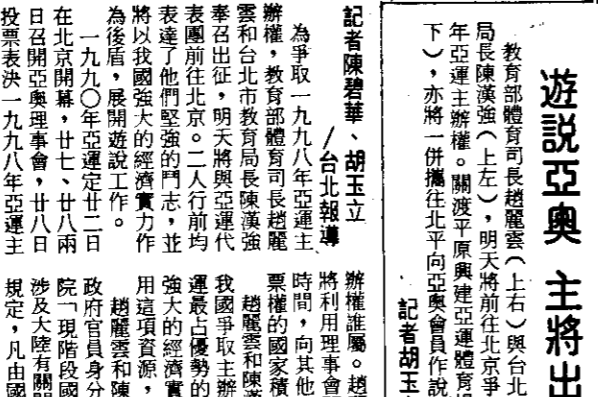 遊說亞奧 主將出
教育部體育司長趙麗雲(上右)與台北
局長陳漢強(上左),明天將前往北京爭
年亞運主辦權。關渡平原興建亞運體育
下),亦將一併攜往北平向亞奧會員作說
記者胡玉
記者陳碧華、胡玉立
/台北報導
為爭取一九九八年亞運主
辦權,教育部體育司長趙麗
雲和台北市教育局長陳漢強
奉召出征,明天將與亞運代
表團前往北京。二人行前均
表達了他們堅強的鬥志,並
將以我國強大的經濟實力作
為後盾,展開遊說工作。
一九九○年亞運定廿二日
在北京開幕,廿七、廿八兩
日召開亞奧理事會,廿八日
投票表決一九九八年亞運主
辦權誰屬。趙
將利用理事會
時間,向其他
票權的國家積
趙麗雲和陳漢
我國爭取主辦
運最占優勢的
強大的經濟實
用這項資源,
趙麗雲和陳
政府官員身分
院「現階段國
涉及大陸有關
規定,凡由國